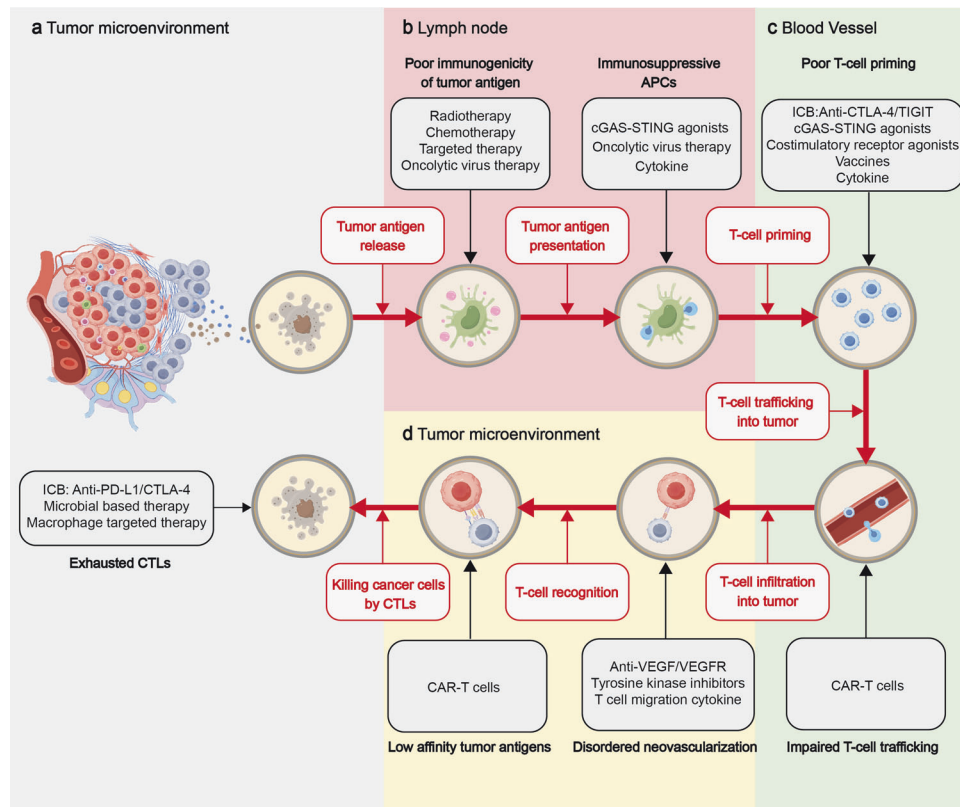 a Tumor microenvironment
b Lymph node
c Blood Vessel
Poor immunogenicity
of tumor antigen
Immunosuppressive
APCs
Poor T-cell priming
Radiotherapy
Chemotherapy
Targeted therapy
Oncolytic virus therapy
cGAS-STING agonists
Oncolytic virus therapy
Cytokine
ICB:Anti-CTLA-4/TIGIT
cGAS-STING agonists
Costimulatory receptor agonists
Vaccines
Cytokine
Tumor antigen
release
Tumor antigen
presentation
T-cell priming
T-cell trafficking
into tumor
d Tumor microenvironment
ICB: Anti-PD-L1/CTLA-4
Microbial based therapy
Macrophage targeted therapy
Exhausted CTLs
Killing cancer cells
by CTLs
T-cell recognition
T-cell infiltration
into tumor
CAR-T cells
Low affinity tumor antigens
Anti-VEGF/VEGFR
Tyrosine kinase inhibitors
T cell migration cytokine
Disordered neovascularization
CAR-T cells
Impaired T-cell trafficking